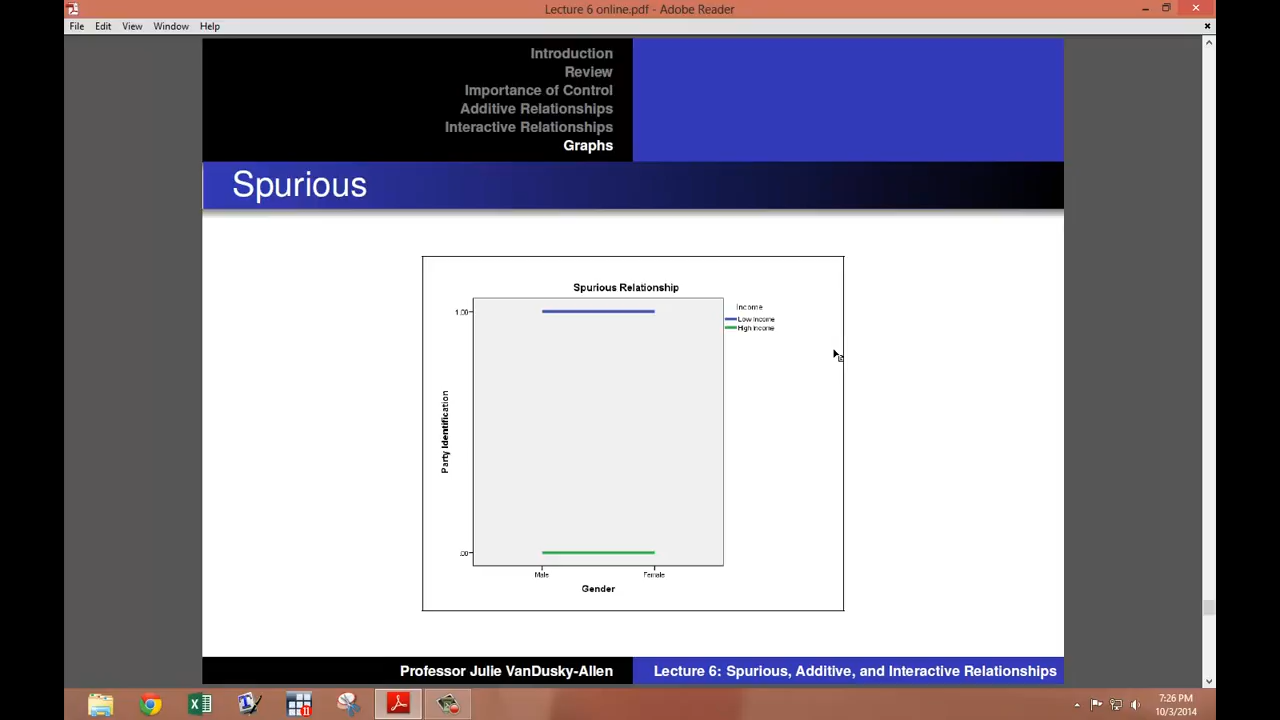 Lecture 6 online.pdf - Adobe Reader
File Edit View Window Help
Introduction
Review
Importance of Control
Additive Relationships
Interactive Relationships
Graphs
Spurious
Spurious Relationship
Income
Low Income
High Income
1.00
Party Identification
.00
Male Female
Gender
Professor Julie VanDusky-Allen Lecture 6: Spurious, Additive, and Interactive Relationships
7:26 PM
10/3/2014